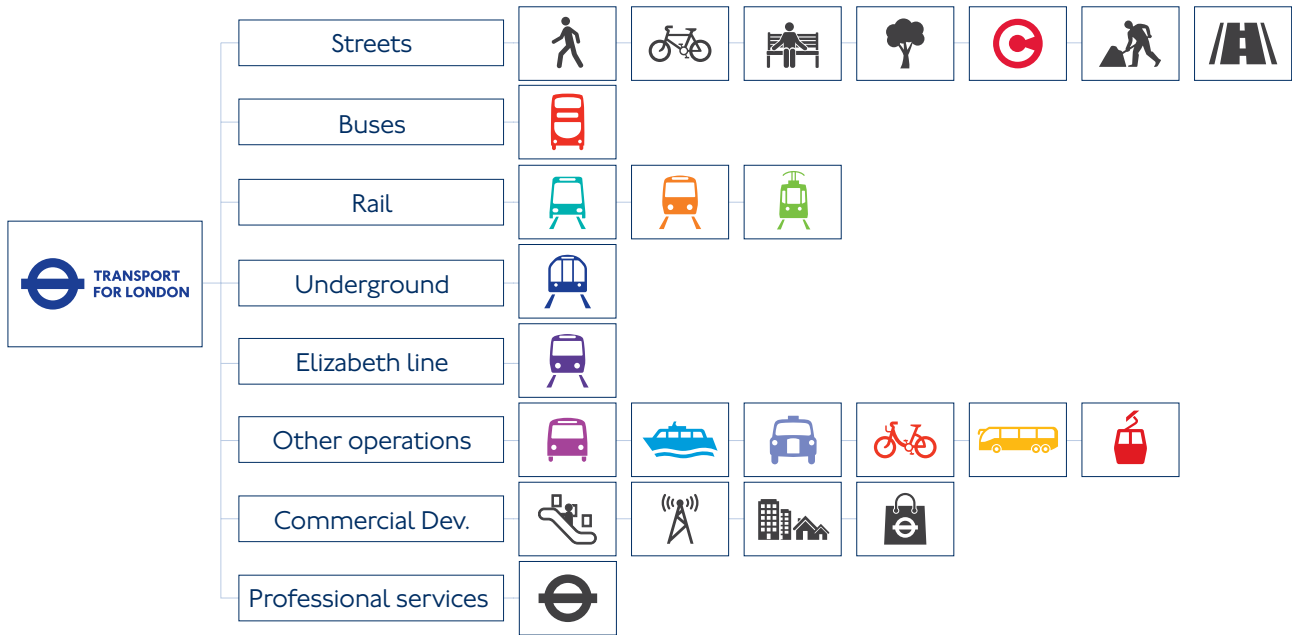 Streets
Buses
Rail
TRANSPORT
FOR LONDON
Underground
Elizabeth line
Other operations
Commercial Dev.
Professional services